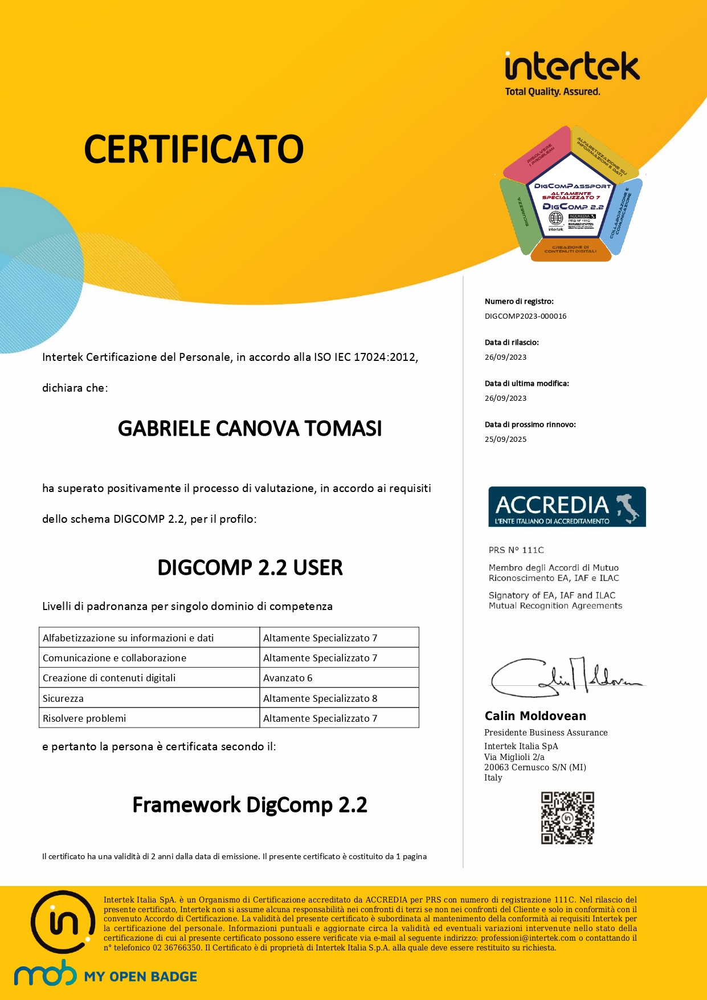 intertek
Total Quality. Assured.
CERTIFICATO
RISOLVERE
I PROBLEMI
ALFABETIZZAZIONE SU
INFORMAZIONI E DATI
SICUREZZA
COLLABORAZIONE E
COMUNICAZIONE
CREAZIONE DI
CONTENUTI DIGITALI
DIGCOMPASSPORT
ALTAMENTE
SPECIALIZZATO 7
DIGCOMP 2.2
ACCREDIA
PRS N° 111C
intertek
Intertek Certificazione del Personale, in accordo alla ISO IEC 17024:2012,
dichiara che:
GABRIELE CANOVA TOMASI
ha superato positivamente il processo di valutazione, in accordo ai requisiti
dello schema DIGCOMP 2.2, per il profilo:
DIGCOMP 2.2 USER
Livelli di padronanza per singolo dominio di competenza
Alfabetizzazione su informazioni e dati Altamente Specializzato 7
Comunicazione e collaborazione Altamente Specializzato 7
Creazione di contenuti digitali Avanzato 6
Sicurezza Altamente Specializzato 8
Risolvere problemi Altamente Specializzato 7
e pertanto la persona è certificata secondo il:
Framework DigComp 2.2
Il certificato ha una validità di 2 anni dalla data di emissione. Il presente certificato è costituito da 1 pagina
Numero di registro:
DIGCOMP2023-000016
Data di rilascio:
26/09/2023
Data di ultima modifica:
26/09/2023
Data di prossimo rinnovo:
25/09/2025
ACCREDIA
L'ENTE ITALIANO DI ACCREDITAMENTO
PRS N° 111C
Membro degli Accordi di Mutuo
Riconoscimento EA, IAF e ILAC
Signatory of EA, IAF and ILAC
Mutual Recognition Agreements
Calin Moldovean
Calin Moldovean
Presidente Business Assurance
Intertek Italia SpA
Via Miglioli 2/a
20063 Cernusco S/N (MI)
Italy
in
in
Intertek Italia SpA. è un Organismo di Certificazione accreditato da ACCREDIA per PRS con numero di registrazione 111C. Nel rilascio del
presente certificato, Intertek non si assume alcuna responsabilità nei confronti di terzi se non nei confronti del Cliente e solo in conformità con il
convenuto Accordo di Certificazione. La validità del presente certificato è subordinata al mantenimento della conformità ai requisiti Intertek per
la certificazione del personale. Informazioni puntuali e aggiornate circa la validità ed eventuali variazioni intervenute nello stato della
certificazione di cui al presente certificato possono essere verificate via e-mail al seguente indirizzo: professioni@intertek.com o contattando il
n° telefonico 02 36766350. Il Certificato è di proprietà di Intertek Italia S.p.A. alla quale deve essere restituito su richiesta.
mob MY OPEN BADGE